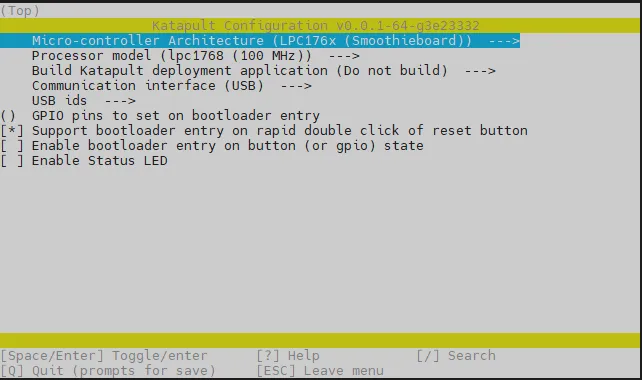 (Top)
Katapult Configuration v0.0.1-64-g3e23332
Micro-controller Architecture (LPC176x (Smoothieboard))  --->
Processor model (lpc1768 (100 MHz))  --->
Build Katapult deployment application (Do not build)  --->
Communication interface (USB)  --->
USB ids  --->
()  GPIO pins to set on bootloader entry
[*] Support bootloader entry on rapid double click of reset button
[ ] Enable bootloader entry on button (or gpio) state
[ ] Enable Status LED
[Space/Enter] Toggle/enter     [?] Help            [/] Search
[Q] Quit (prompts for save)    [ESC] Leave menu